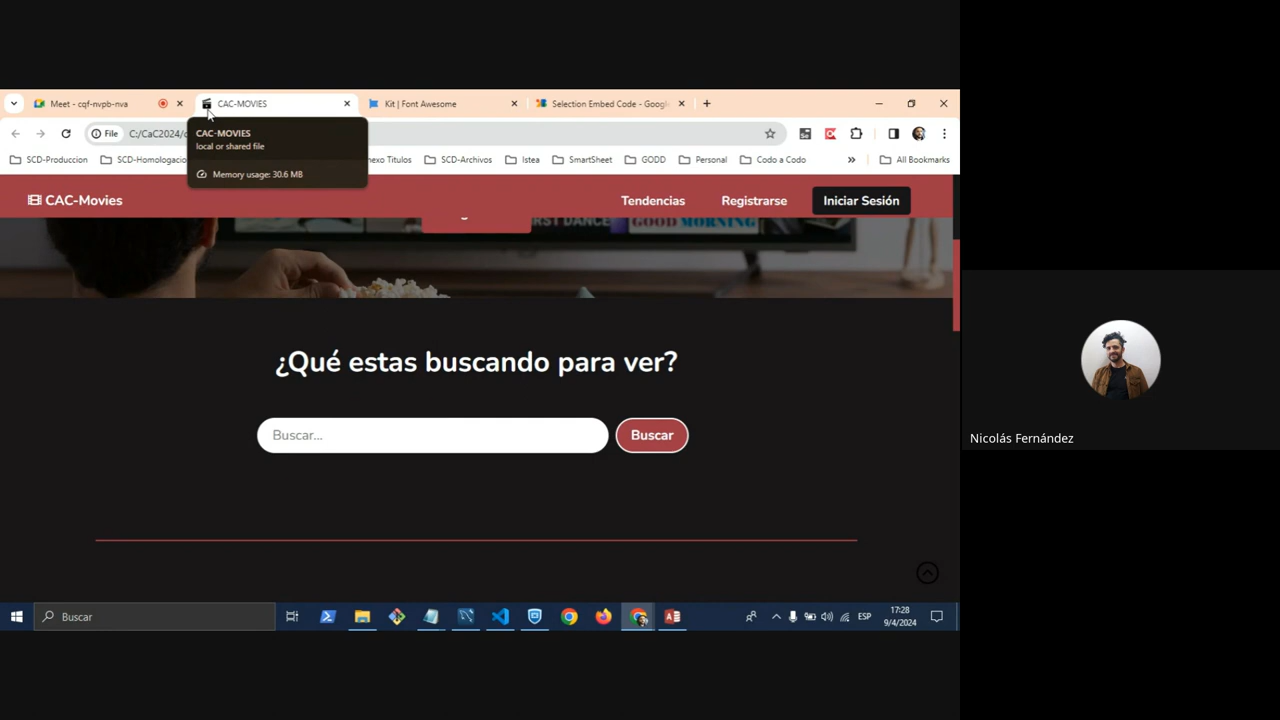 Meet - cqf-nvpb-nva
CAC-MOVIES
Kit | Font Awesome
Selection Embed Code - Googl
File
C:/CaC2024/c
CAC-MOVIES
local or shared file
Memory usage: 30.6 MB
SCD-Produccion
SCD-Homologacio
nexo Titulos
SCD-Archivos
Istea
SmartSheet
GODD
Personal
Codo a Codo
All Bookmarks
CAC-Movies
Tendencias
Registrarse
Iniciar Sesión
RST DANCE
GOOD MORNING
¿Qué estas buscando para ver?
Buscar...
Buscar
Buscar
ESP
17:28
9/4/2024
Nicolás Fernández